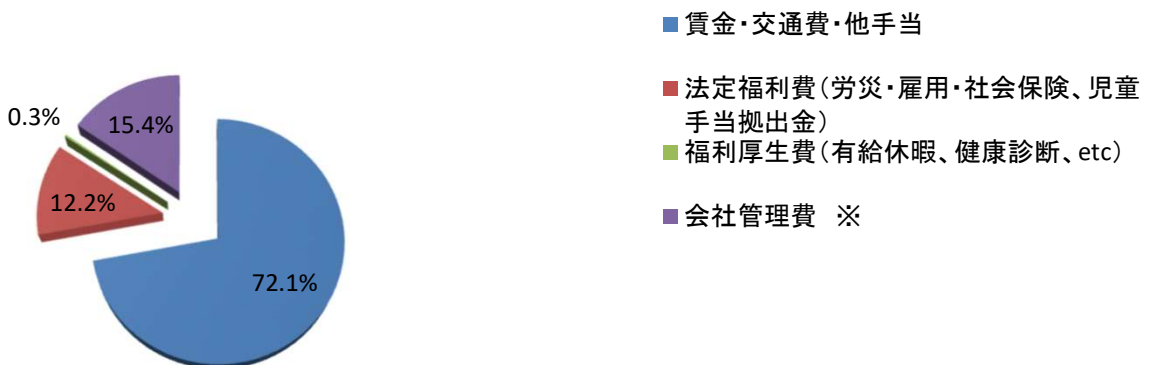 賃金・交通費・他手当
法定福利費(労災・雇用・社会保険、児童
手当拠出金)
福利厚生費(有給休暇、健康診断、etc)
会社管理費　※
0.3%
15.4%
12.2%
72.1%